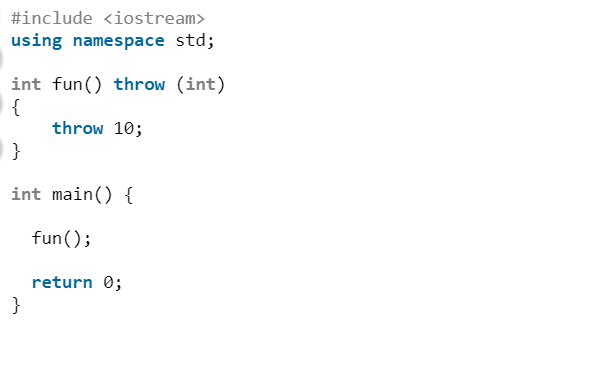 #include <iostream>
using namespace std;
int fun() throw (int)
{
    throw 10;
}
int main() {
  fun();
  return 0;
}